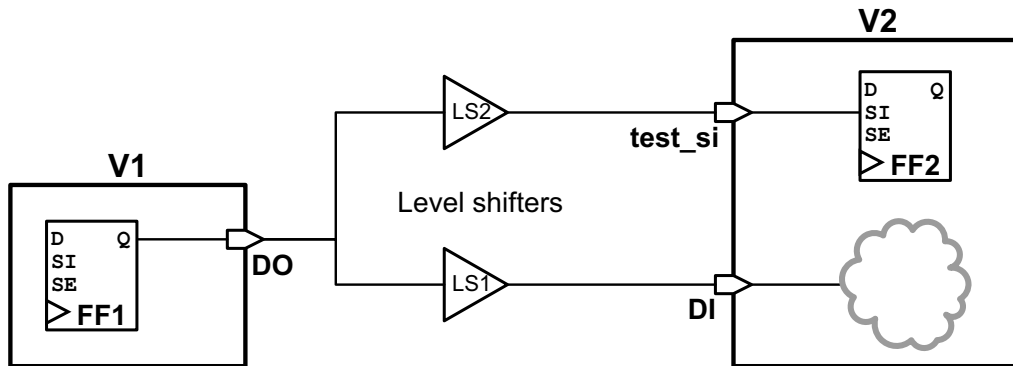 V2
D Q
SI
SE
FF2
LS2
test_si
V1
Level shifters
D Q
SI
SE
FF1
DO
LS1
DI